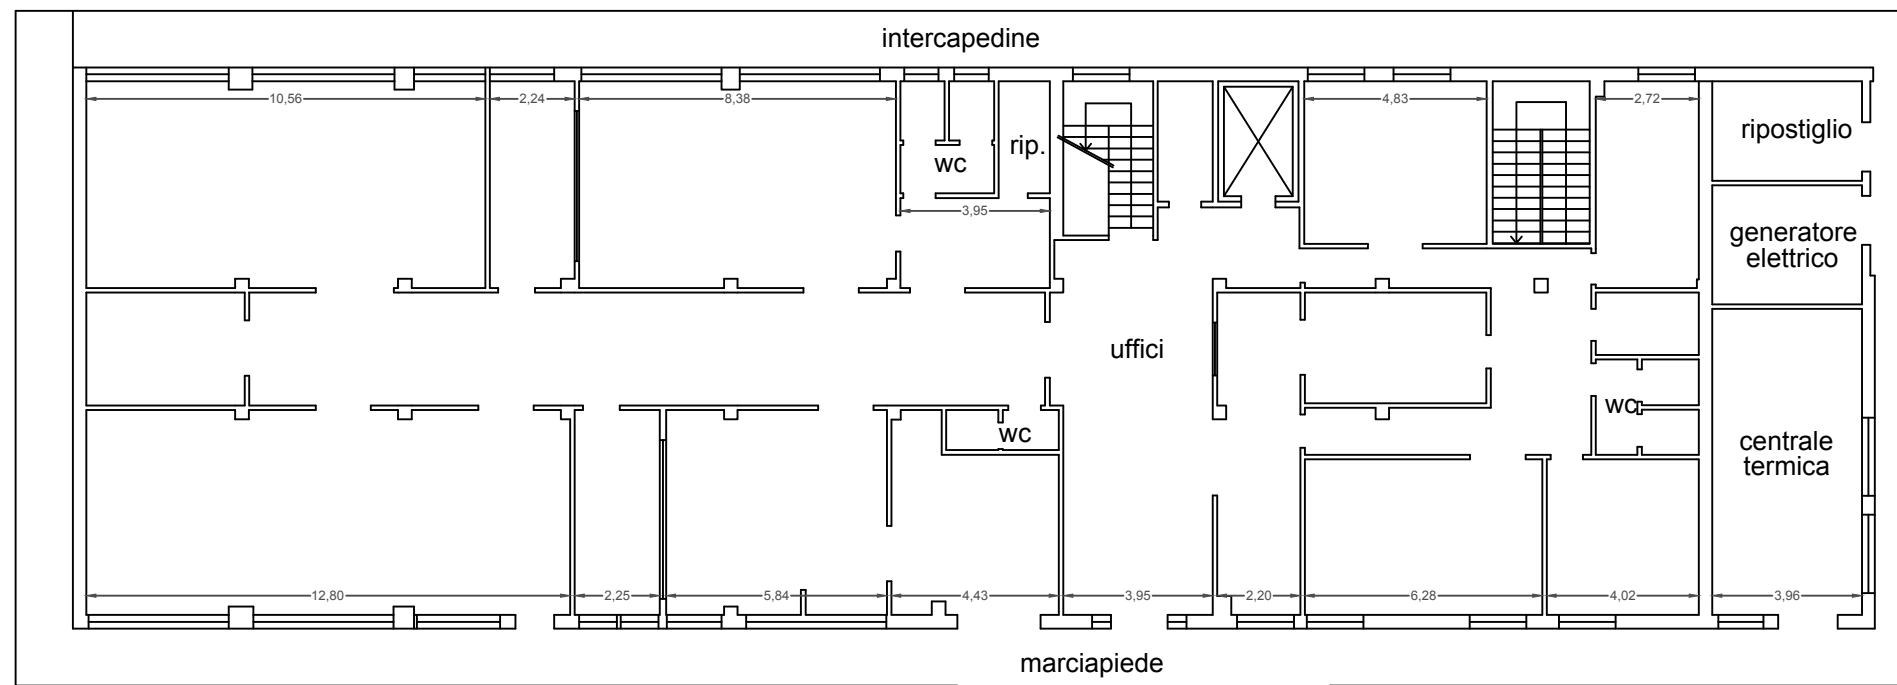 intercapedine
10,56
2,24
8,38
4,83
2,72
ripostiglio
rip.
wc
3,95
generatore
elettrico
uffici
wc
wc
centrale
termica
12,80
2,25
5,84
4,43
3,95
2,20
6,28
4,02
3,96
marciapiede